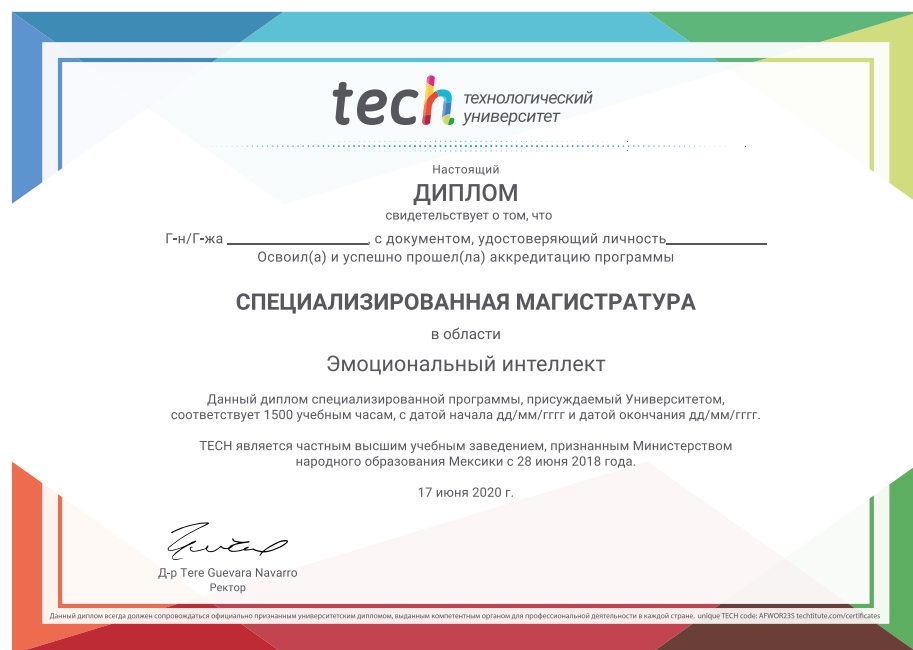 tech технологический
университет
Настоящий
ДИПЛОМ
свидетельствует о том, что
Г-н/Г-жа ____________, с документом, удостоверяющий личность____________
Освоил(а) и успешно прошел(ла) аккредитацию программы
СПЕЦИАЛИЗИРОВАННАЯ МАГИСТРАТУРА
в области
Эмоциональный интеллект
Данный диплом специализированной программы, присуждаемый Университетом,
соответствует 1500 учебным часам, с датой начала дд/мм/гггг и датой окончания дд/мм/гггг.
TECH является частным высшим учебным заведением, признанным Министерством
народного образования Мексики с 28 июня 2018 года.
17 июня 2020 г.
Д-р Tere Guevara Navarro
Ректор
Данный диплом всегда должен сопровождаться официально признанным университетским дипломом, выданным компетентным органом для профессиональной деятельности в каждой стране. unique TECH code: AFWOR23S techtitute.com/certificates